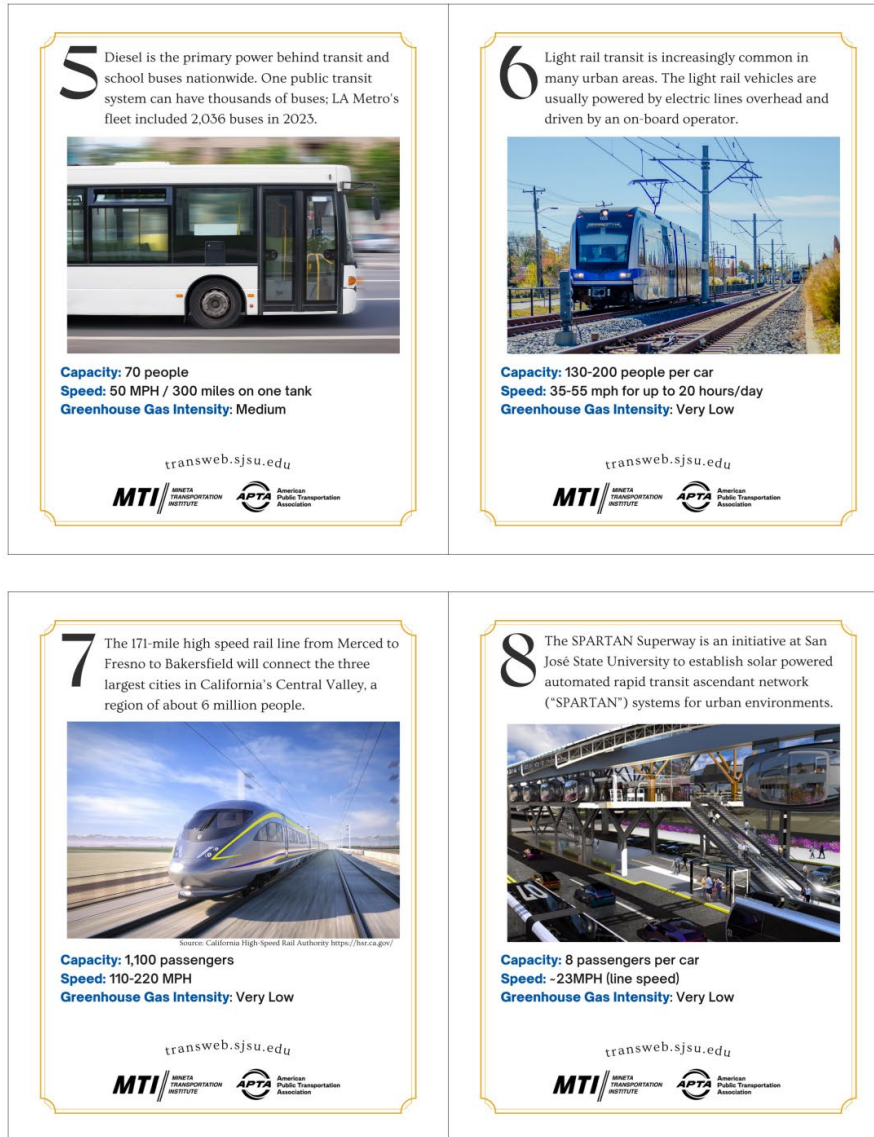 5
Diesel is the primary power behind transit and
school buses nationwide. One public transit
system can have thousands of buses; LA Metro's
fleet included 2,036 buses in 2023.
Capacity: 70 people
Speed: 50 MPH / 300 miles on one tank
Greenhouse Gas Intensity: Medium
transweb.sjsu.edu
MTI MINETA
TRANSPORTATION
INSTITUTE
APTA American
Public Transportation
Association
6
Light rail transit is increasingly common in
many urban areas. The light rail vehicles are
usually powered by electric lines overhead and
driven by an on-board operator.
Capacity: 130-200 people per car
Speed: 35-55 mph for up to 20 hours/day
Greenhouse Gas Intensity: Very Low
transweb.sjsu.edu
MTI MINETA
TRANSPORTATION
INSTITUTE
APTA American
Public Transportation
Association
7
The 171-mile high speed rail line from Merced to
Fresno to Bakersfield will connect the three
largest cities in California's Central Valley, a
region of about 6 million people.
Source: California High-Speed Rail Authority https://hsr.ca.gov/
Capacity: 1,100 passengers
Speed: 110-220 MPH
Greenhouse Gas Intensity: Very Low
transweb.sjsu.edu
MTI MINETA
TRANSPORTATION
INSTITUTE
APTA American
Public Transportation
Association
8
The SPARTAN Superway is an initiative at San
José State University to establish solar powered
automated rapid transit ascendant network
("SPARTAN") systems for urban environments.
Capacity: 8 passengers per car
Speed: ~23MPH (line speed)
Greenhouse Gas Intensity: Very Low
transweb.sjsu.edu
MTI MINETA
TRANSPORTATION
INSTITUTE
APTA American
Public Transportation
Association